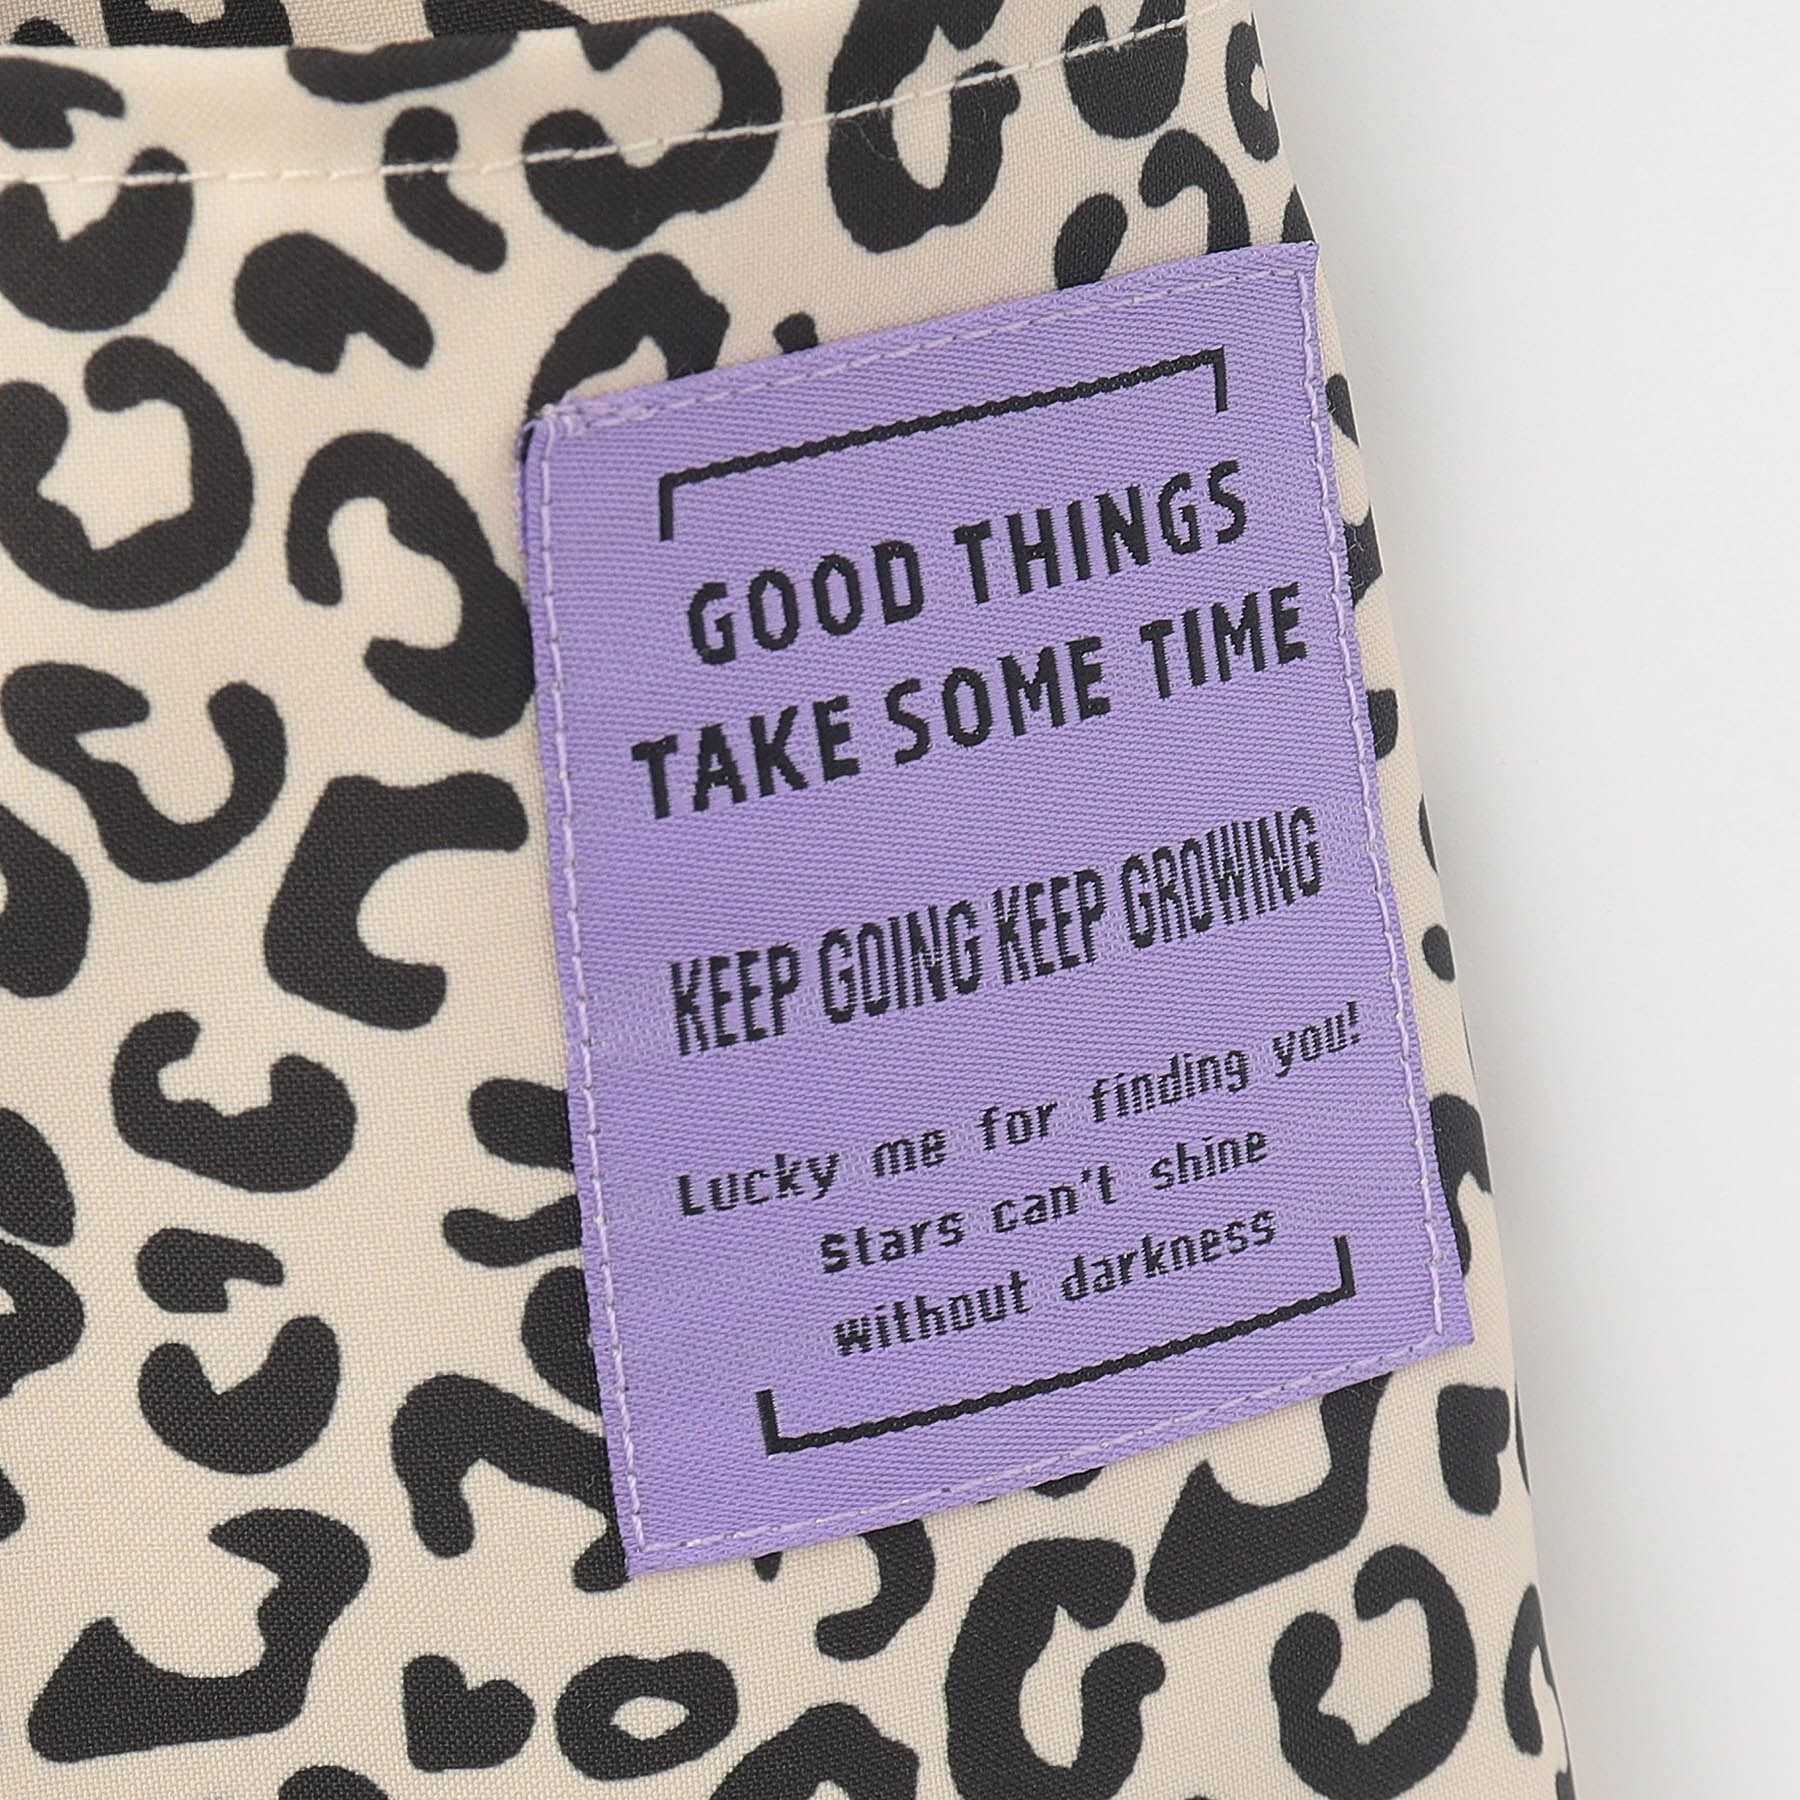 GOOD THINGS
TAKE SOME TIME
KEEP GOING KEEP GROWING
Lucky me for finding you!
Stars can't shine
without darkness